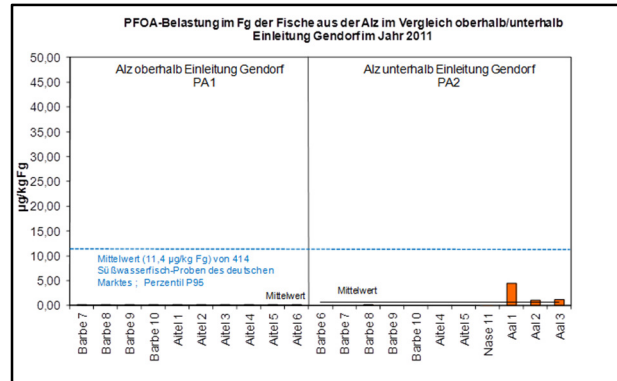 PFOA-Belastung im Fg der Fische aus der Alz im Vergleich oberhalb/unterhalb
Einleitung Gendorf im Jahr 2011
µg/kg Fg
50,00
45,00
40,00
35,00
30,00
25,00
20,00
15,00
10,00
5,00
0,00
Alz oberhalb Einleitung Gendorf
PA1
Alz unterhalb Einleitung Gendorf
PA2
Mittelwert (11,4 µg/kg Fg) von 414
Süßwasserfisch-Proben des deutschen
Marktes ; Perzentil P95
Mittelwert
Mittelwert
Barbe 7
Barbe 8
Barbe 9
Barbe 10
Aitel 1
Aitel 2
Aitel 3
Aitel 4
Aitel 5
Aitel 6
Barbe 6
Barbe 7
Barbe 8
Barbe 9
Barbe 10
Aitel 4
Aitel 5
Nase 11
Aal 1
Aal 2
Aal 3